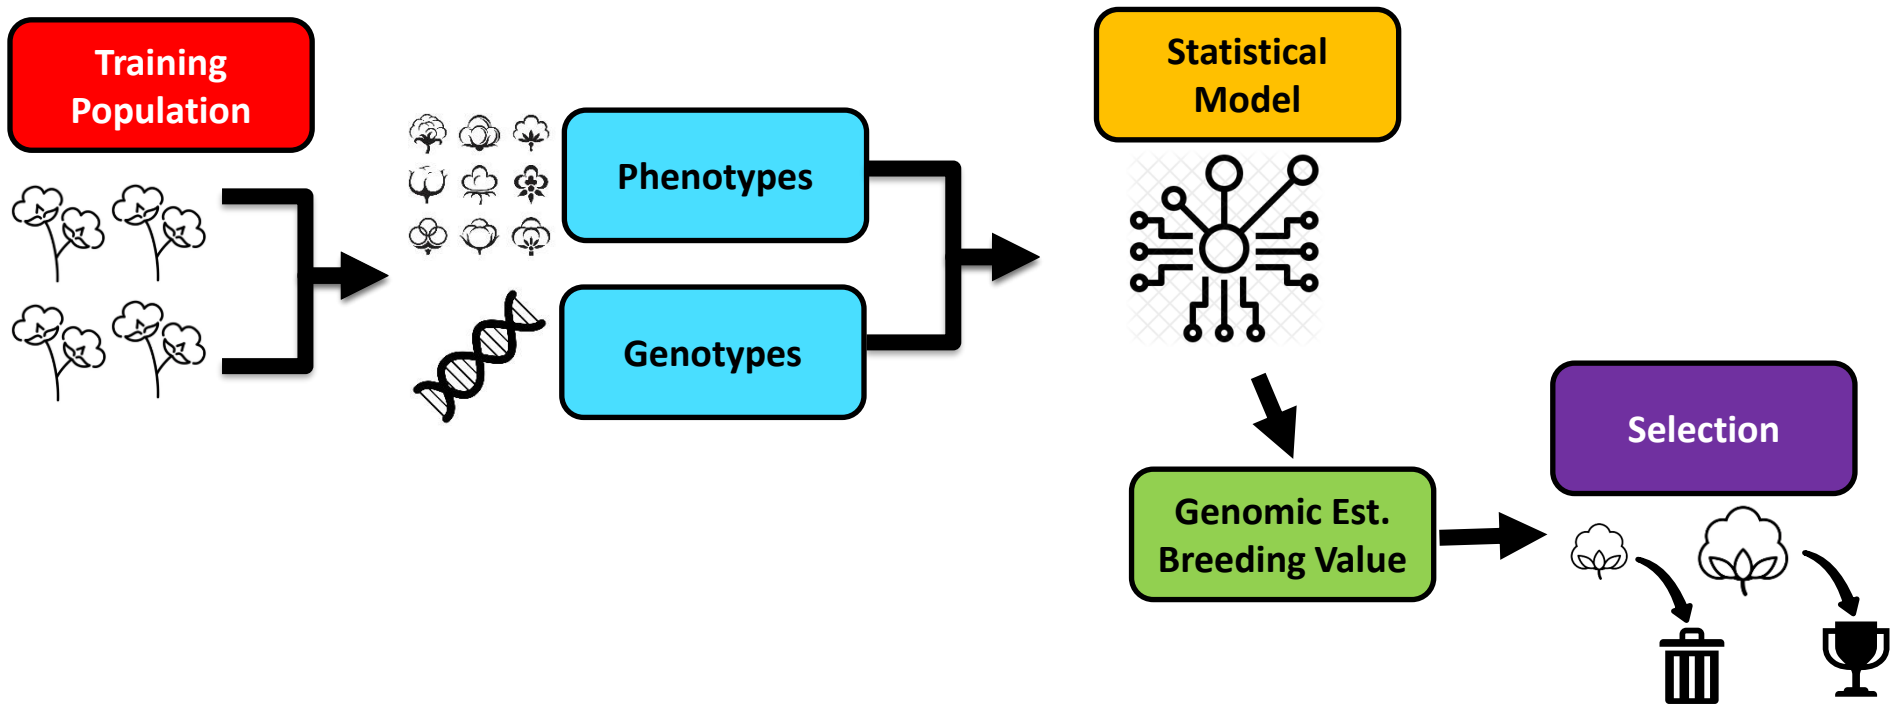 Training
Population
Phenotypes
Genotypes
Statistical
Model
Genomic Est.
Breeding Value
Selection